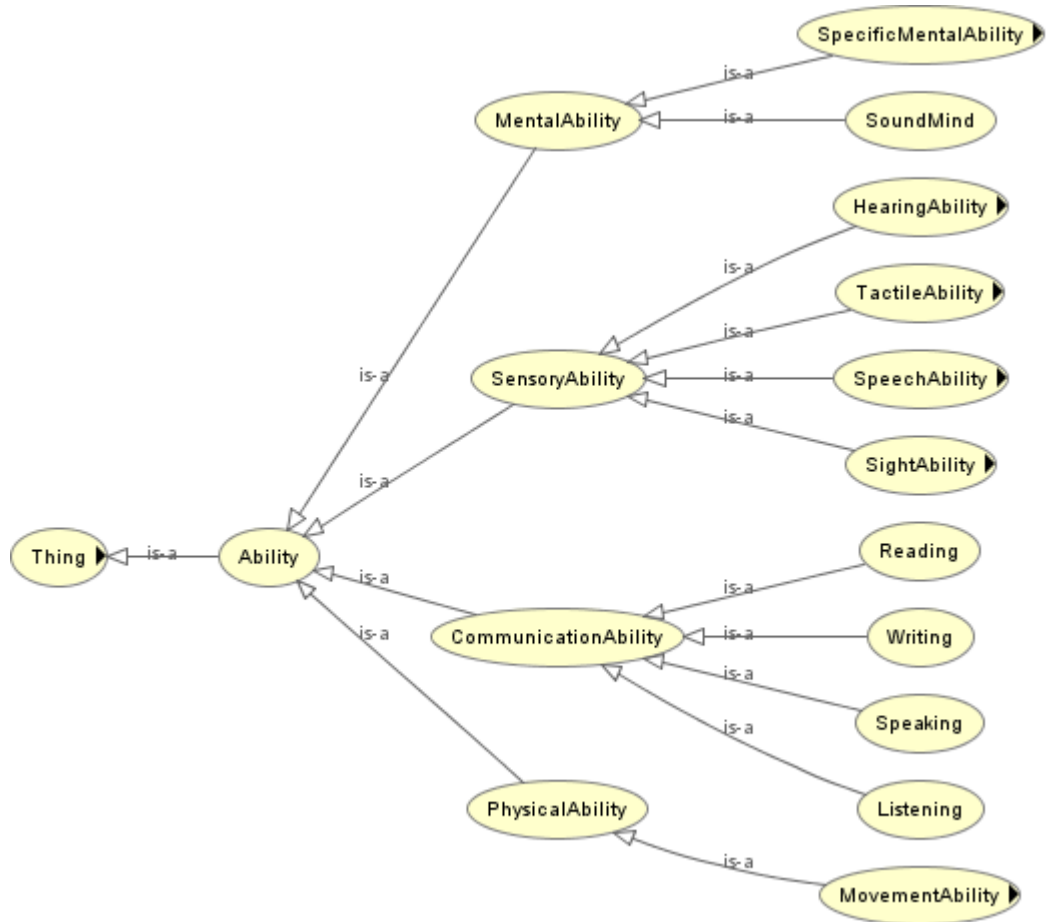 SpecificMentalAbility
is-a
MentalAbility
is-a
SoundMind
HearingAbility
is-a
TactileAbility
is-a
SensoryAbility
is-a
SpeechAbility
is-a
is-a
SightAbility
is-a
Thing
is-a
Ability
Reading
is-a
is-a
CommunicationAbility
is-a
Writing
is-a
is-a
Speaking
is-a
PhysicalAbility
Listening
is-a
MovementAbility